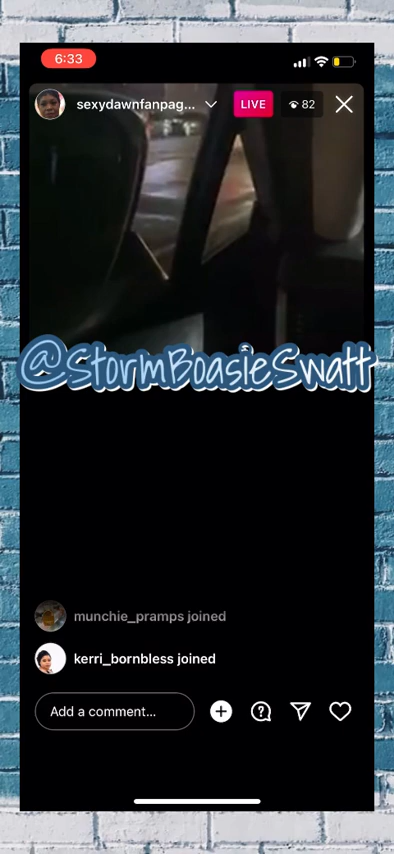 6:33
sexydawnfanpag...
LIVE
82
@StormBoasieSwatt
munchie_pramps joined
kerri_bornbless joined
Add a comment...